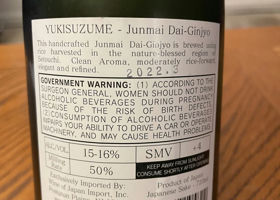 YUKISUZUME - Junmai Dai-Ginjyo
This handcrafted Junmai Dai-Ginjyo is brewed using
rice harvested in the nature-blessed region of
Setouchi. Clean Aroma, moderately rice-forward,
elegant and refined.
2022.3
GOVERNMENT WARNING: (1) ACCORDING TO THE
SURGEON GENERAL, WOMEN SHOULD NOT DRINK
ALCOHOLIC BEVERAGES DURING PREGNANCY
BECAUSE OF THE RISK OF BIRTH DEFECTS.
(2) CONSUMPTION OF ALCOHOLIC BEVERAGES
IMPAIRS YOUR ABILITY TO DRIVE A CAR OR OPERATE
MACHINERY, AND MAY CAUSE HEALTH PROBLEMS.
ALC/VOL. 15-16% SMV +4
50% KEEP AWAY FROM SUNLIGHT
CONSUME SHORTLY AFTER OPENING
Exclusively Imported By: Product of Japan
Wine of Japan Import, Inc. Japanese Sake
Plains